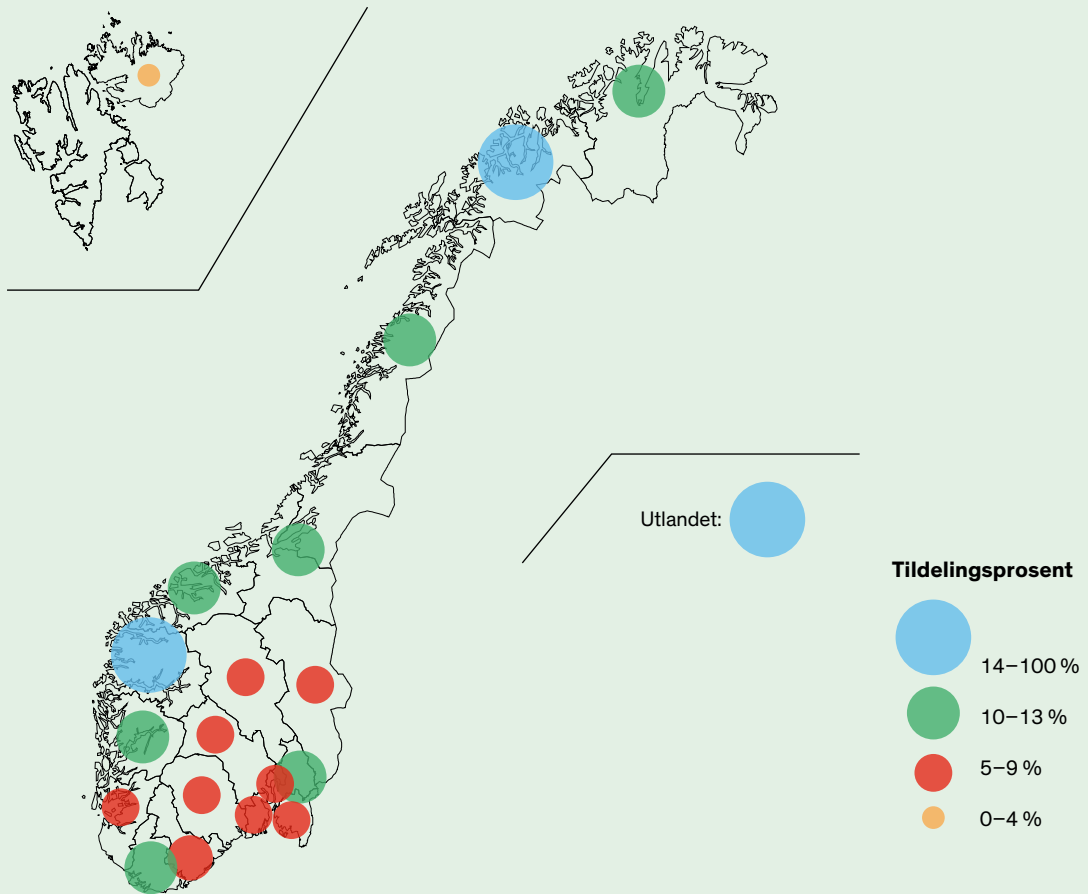 Utlandet:
Tildelingsprosent
14–100 %
10–13 %
5–9 %
0–4 %